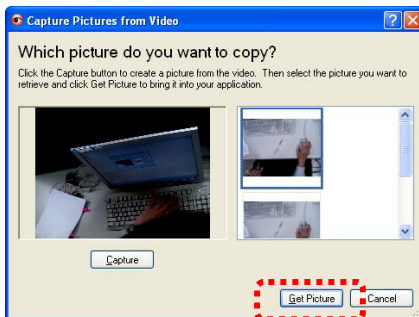 Capture Pictures from Video
Which picture do you want to copy?
Click the Capture button to create a picture from the video. Then select the picture you want to
retrieve and click Get Picture to bring it into your application.
Capture
Get Picture
Cancel